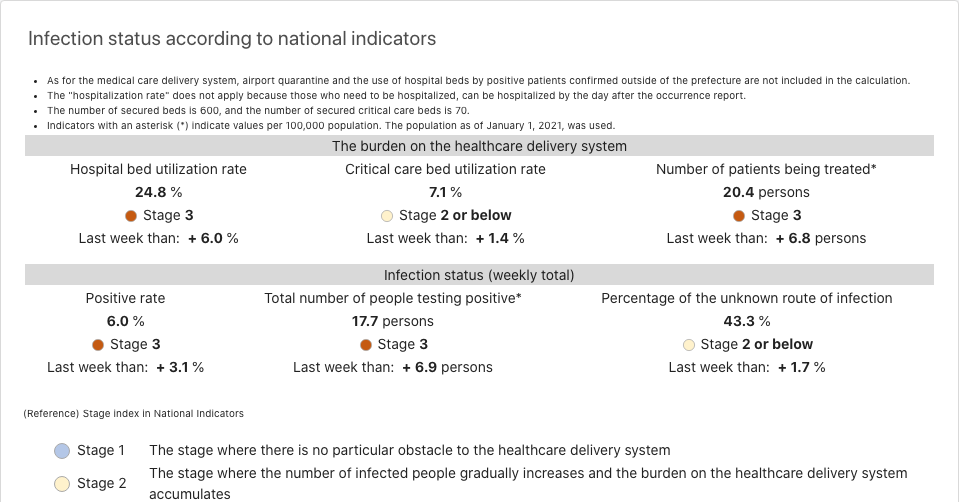 Infection status according to national indicators
• As for the medical care delivery system, airport quarantine and the use of hospital beds by positive patients confirmed outside of the prefecture are not included in the calculation.
• The "hospitalization rate" does not apply because those who need to be hospitalized, can be hospitalized by the day after the occurrence report.
• The number of secured beds is 600, and the number of secured critical care beds is 70.
• Indicators with an asterisk (*) indicate values per 100,000 population. The population as of January 1, 2021, was used.
The burden on the healthcare delivery system
Hospital bed utilization rate
24.8 %
Stage 3
Last week than: + 6.0 %
Critical care bed utilization rate
7.1 %
Stage 2 or below
Last week than: + 1.4 %
Number of patients being treated*
20.4 persons
Stage 3
Last week than: + 6.8 persons
Infection status (weekly total)
Positive rate
6.0 %
Stage 3
Last week than: + 3.1 %
Total number of people testing positive*
17.7 persons
Stage 3
Last week than: + 6.9 persons
Percentage of the unknown route of infection
43.3 %
Stage 2 or below
Last week than: + 1.7 %
(Reference) Stage index in National Indicators
Stage 1 The stage where there is no particular obstacle to the healthcare delivery system
Stage 2 The stage where the number of infected people gradually increases and the burden on the healthcare delivery system
accumulates